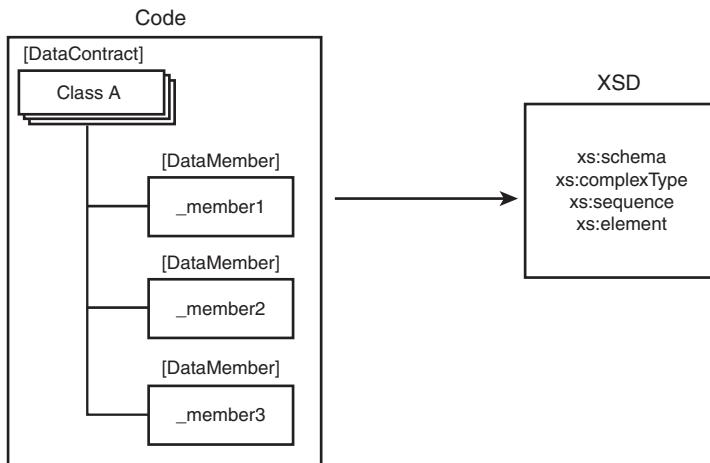 Code
[DataContract]
Class A
[DataMember]
_member1
[DataMember]
_member2
[DataMember]
_member3
XSD
xs:schema
xs:complexType
xs:sequence
xs:element